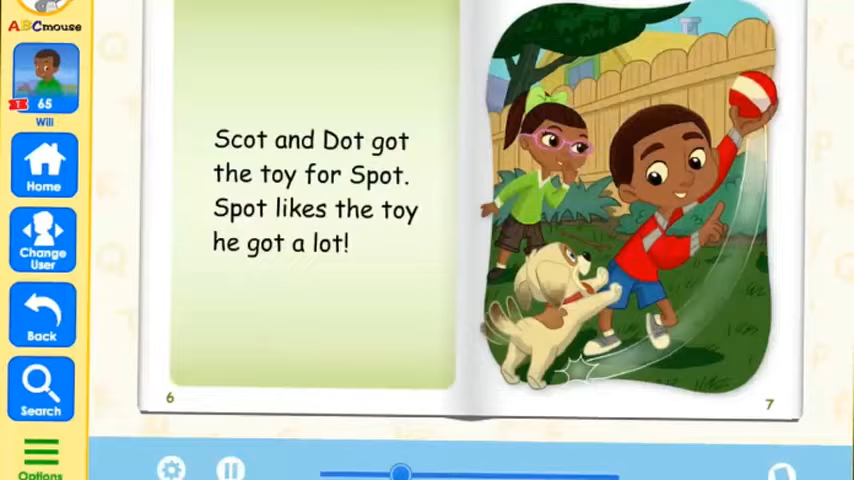 ABCmouse
65
Will
Home
Change
User
Back
Search
Options
Scot and Dot got
the toy for Spot.
Spot likes the toy
he got a lot!
6
7